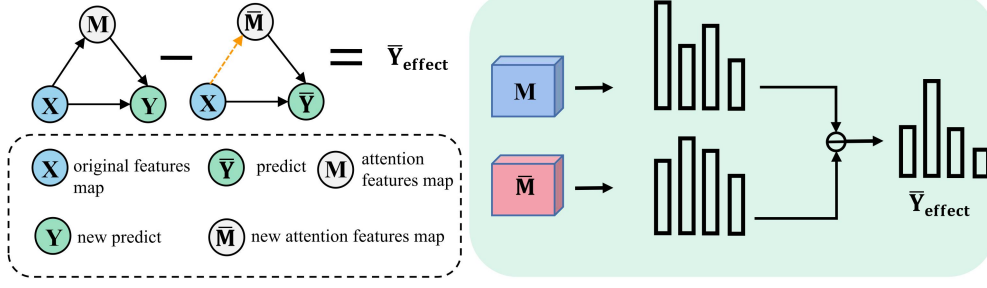 M
M̄
X
Y
X
Ȳ
− = Ȳeffect
X original features map
Ȳ predict
M attention features map
Y new predict
M̄ new attention features map
M
M̄
Ȳeffect